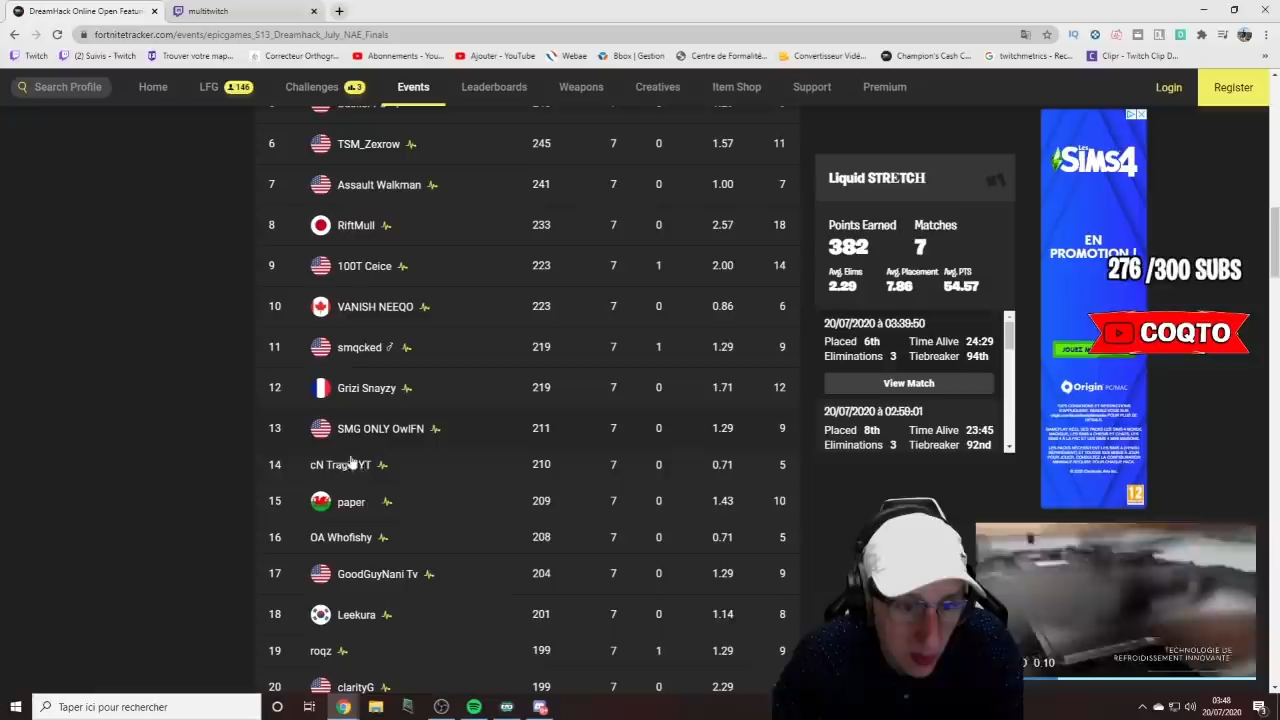 DreamHack Online Open Featur
multitwitch
fortnitetracker.com/events/epicgames_S13_Dreamhack_July_NAE_Finals
Twitch
(2) Suivis - Twitch
Trouver votre map...
Correcteur Orthogr...
Abonnements - You...
Ajouter - YouTube
Webae
Bbox | Gestion
Centre de Formalité...
Convertisseur Vidéo...
Champion's Cash C...
twitchmetrics - Rec...
Clipr - Twitch Clip D...
Search Profile
Home
LFG
146
Challenges
3
Events
Leaderboards
Weapons
Creatives
Item Shop
Support
Premium
Login
Register
6 TSM_Zexrow 245 7 0 1.57 11
7 Assault Walkman 241 7 0 1.00 7
8 RiftMull 233 7 0 2.57 18
9 100T Ceice 223 7 1 2.00 14
10 VANISH NEEQO 223 7 0 0.86 6
11 smqcked ♂ 219 7 1 1.29 9
12 Grizi Snayzy 219 7 0 1.71 12
13 SMG ONLY OWIFN 211 7 0 1.29 9
14 cN 210 7 0 0.71 5
15 paper 209 7 0 1.43 10
16 OA Whofishy 208 7 0 0.71 5
17 GoodGuyNani Tv 204 7 0 1.29 9
18 Leekura 201 7 0 1.14 8
19 roqz 199 7 1 1.29 9
20 clarityG 199 7 0 2.29
Liquid STRETCH
#1
Points Earned Matches
382 7
Avg. Elims Avg. Placement Avg. PTS
2.29 7.86 54.57
20/07/2020 à 03:39:50
Placed 6th Time Alive 24:29
Eliminations 3 Tiebreaker 94th
View Match
20/07/2020 à 02:59:01
Placed 8th Time Alive 23:45
Eliminations 3 Tiebreaker 92nd
Les
SIMS4
EN
PROMOTION !
276 /300 SUBS
COQTO
Origin PC/MAC
12
TECHNOLOGIE DE
REFROIDISSEMENT INNOVANTE
0:10
Taper ici pour rechercher
03:48
20/07/2020
3